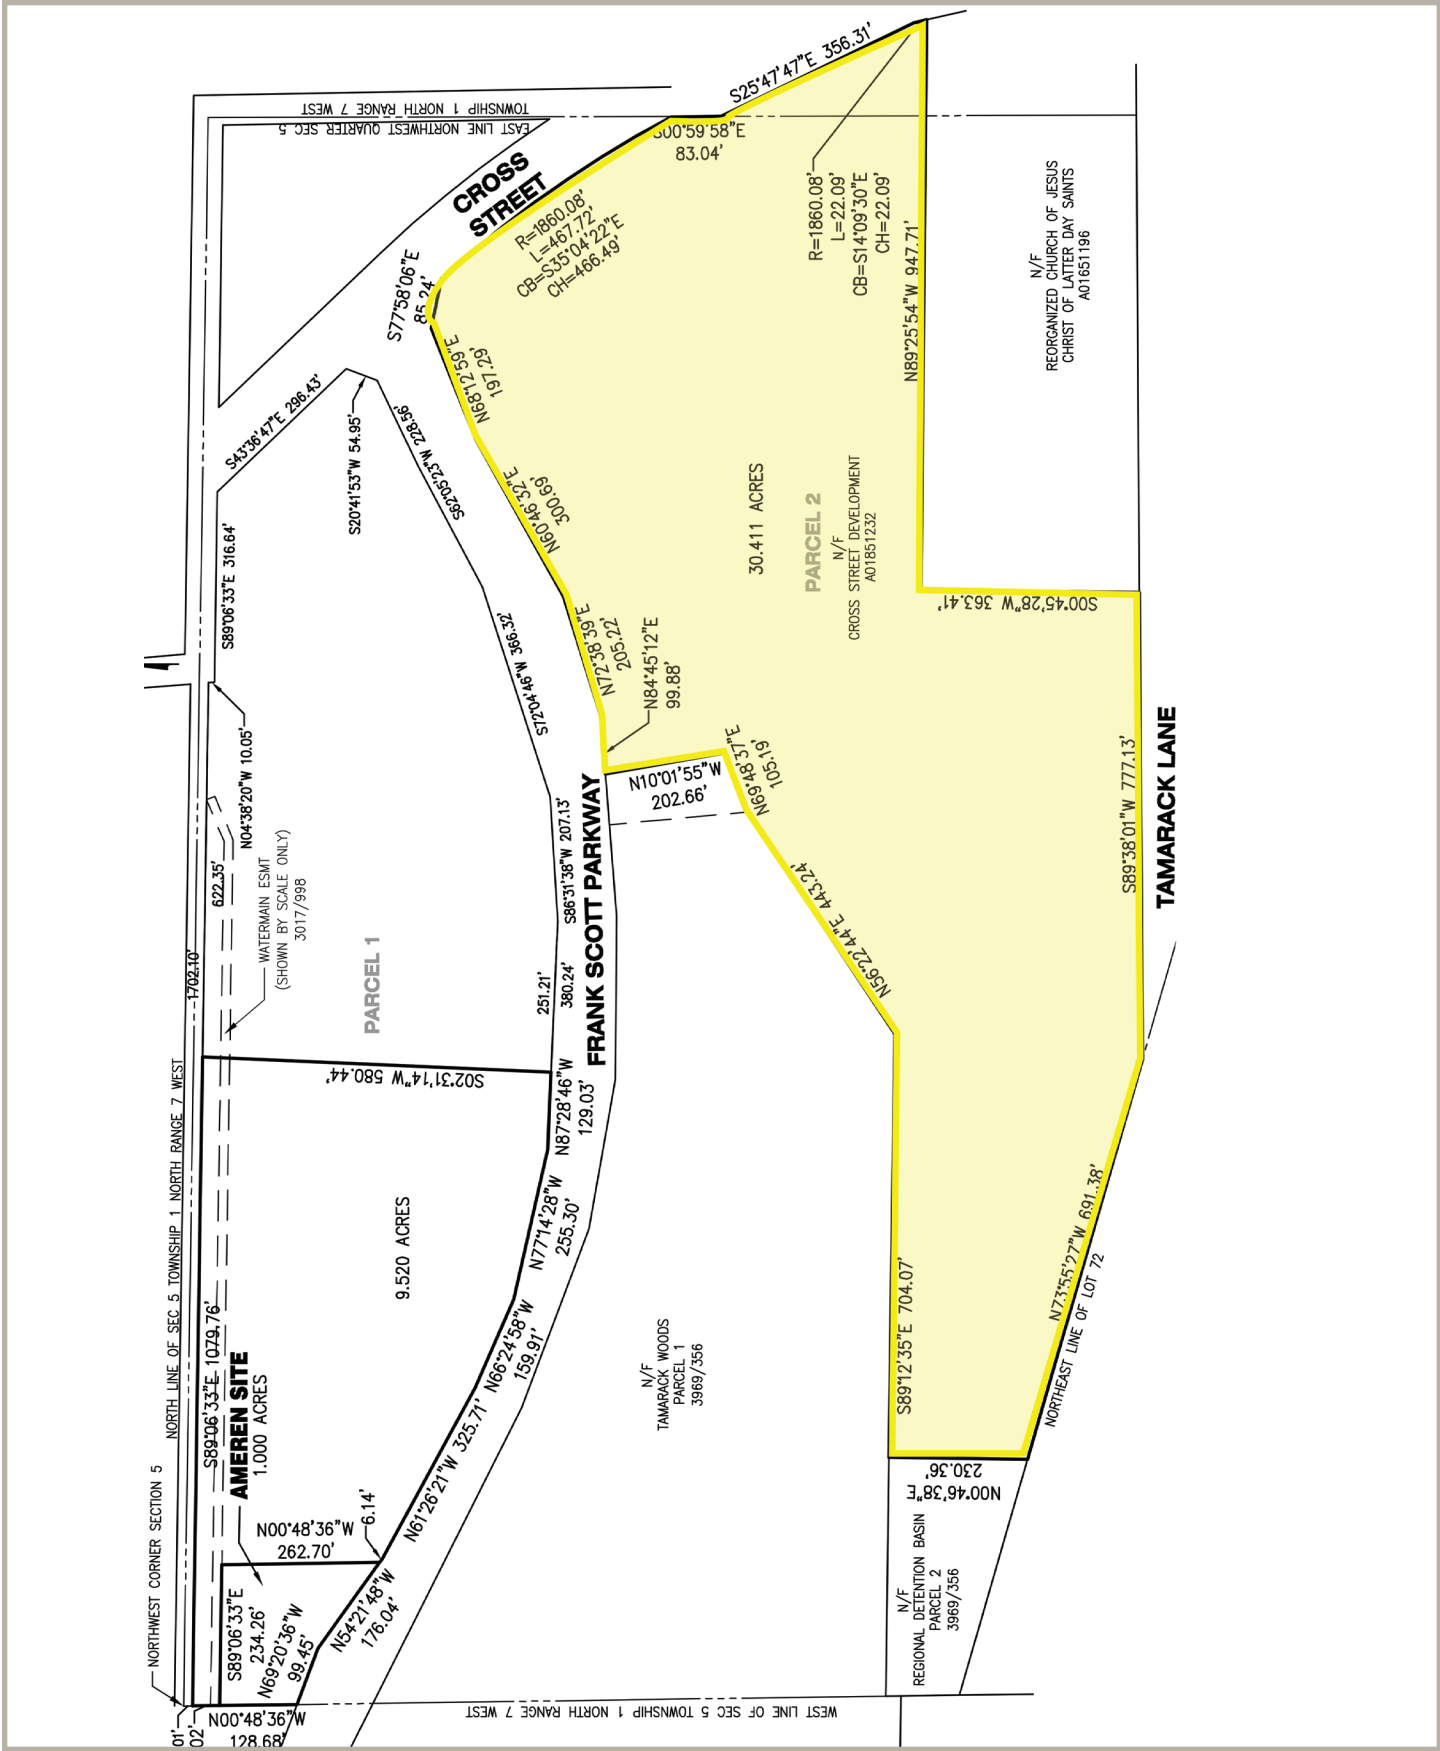 TOWNSHIP 1 NORTH RANGE 7 WEST
EAST LINE NORTHWEST QUARTER SEC 5
CROSS
STREET
S25°47'47"E 356.31'
S00°59'58"E
83.04'
R=1860.08'
L=467.72'
CB=S35°04'22"E
CH=466.49'
R=1860.08'
L=22.09'
CB=S14°09'30"E
CH=22.09'
N89°25'54"W 947.71'
N/F
REORGANIZED CHURCH OF JESUS
CHRIST OF LATTER DAY SAINTS
A01651196
S77°58'06"E
85.24'
N68°12'59"E
197.29'
S43°36'47"E 296.43'
S20°41'53"W 54.95'
S62°05'23"W 228.56'
N60°46'32"E
300.69'
30.411 ACRES
PARCEL 2
N/F
CROSS STREET DEVELOPMENT
A01851232
S89°06'33"E 316.64'
S00°45'28"W 363.41'
S72°04'46"W 366.32'
N72°38'39"E
205.22'
N84°45'12"E
99.88'
N04°38'20"W 10.05'
N10°01'55"W
202.66'
N69°48'37"E
105.19'
S89°38'01"W 777.13'
TAMARACK LANE
622.35'
WATERMAIN ESMT
(SHOWN BY SCALE ONLY)
3017/998
1702.10'
PARCEL 1
S86°31'38"W 207.13'
251.21'
380.24'
FRANK SCOTT PARKWAY
N56°22'44"E 443.24'
S02°31'14"W 580.44'
N87°28'46"W
129.03'
NORTH LINE OF SEC 5 TOWNSHIP 1 NORTH RANGE 7 WEST
S89°06'33"E 1079.76'
9.520 ACRES
N77°14'28"W
255.30'
N66°24'58"W
159.91'
N/F
TAMARACK WOODS
PARCEL 1
3969/356
S89°12'35"E 704.07'
N73°55'27"W 691.38'
NORTHEAST LINE OF LOT 72
AMEREN SITE
1.000 ACRES
N61°26'21"W 325.71'
6.14'
N00°48'36"W
262.70'
N00°46'38"E
230.36'
NORTHWEST CORNER SECTION 5
S89°06'33"E
234.26'
N69°20'36"W
99.45'
N54°21'48"W
176.04'
N/F
REGIONAL DETENTION BASIN
PARCEL 2
3969/356
WEST LINE OF SEC 5 TOWNSHIP 1 NORTH RANGE 7 WEST
N00°48'36"W
128.68'
01'
02'